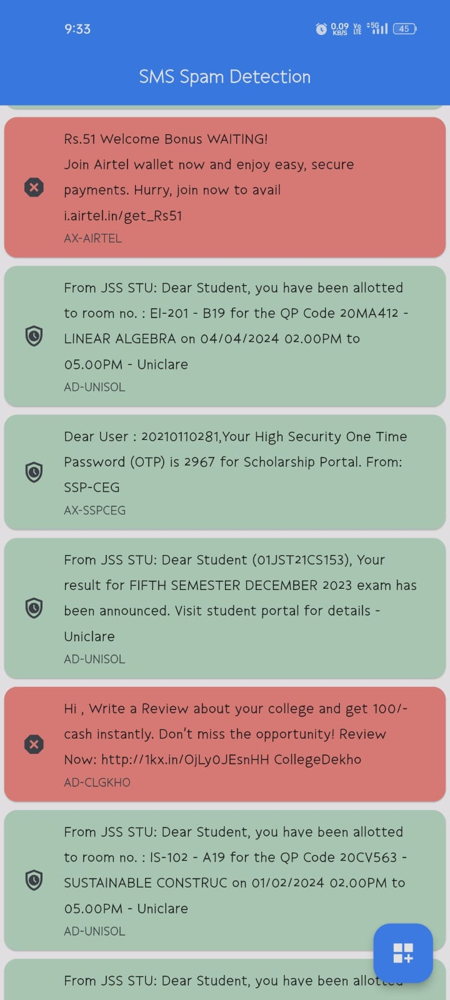 9:33
0.09 KB/S Vo LTE 5G 45
SMS Spam Detection
Rs.51 Welcome Bonus WAITING!
Join Airtel wallet now and enjoy easy, secure
payments. Hurry, join now to avail
i.airtel.in/get_Rs51
AX-AIRTEL
From JSS STU: Dear Student, you have been allotted
to room no. : EI-201 - B19 for the QP Code 20MA412 -
LINEAR ALGEBRA on 04/04/2024 02.00PM to
05.00PM - Uniclare
AD-UNISOL
Dear User : 20210110281,Your High Security One Time
Password (OTP) is 2967 for Scholarship Portal. From:
SSP-CEG
AX-SSPCEG
From JSS STU: Dear Student (01JST21CS153), Your
result for FIFTH SEMESTER DECEMBER 2023 exam has
been announced. Visit student portal for details -
Uniclare
AD-UNISOL
Hi , Write a Review about your college and get 100/-
cash instantly. Don't miss the opportunity! Review
Now: http://1kx.in/OjLy0JEsnHH CollegeDekho
AD-CLGKHO
From JSS STU: Dear Student, you have been allotted
to room no. : IS-102 - A19 for the QP Code 20CV563 -
SUSTAINABLE CONSTRUC on 01/02/2024 02.00PM to
05.00PM - Uniclare
AD-UNISOL
From JSS STU: Dear Student, you have been allotted